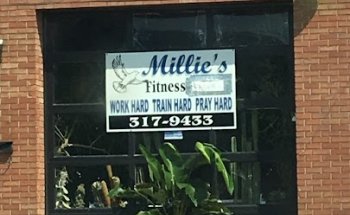 Millie's
Fitness
WORK HARD TRAIN HARD PRAY HARD
317-9433